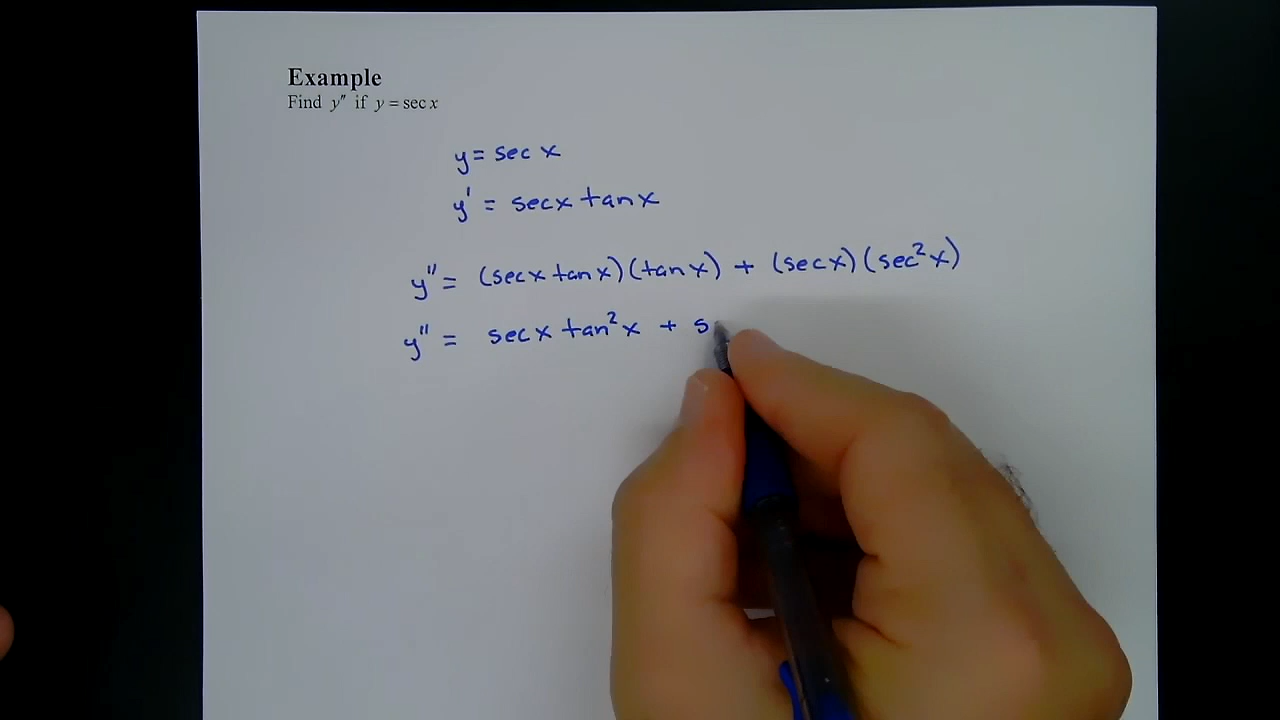 Example
Find y″ if y = sec x
y = sec x
y' = secx tanx
y" = (secx tanx)(tanx) + (secx)(sec²x)
y" = secx tan²x + s